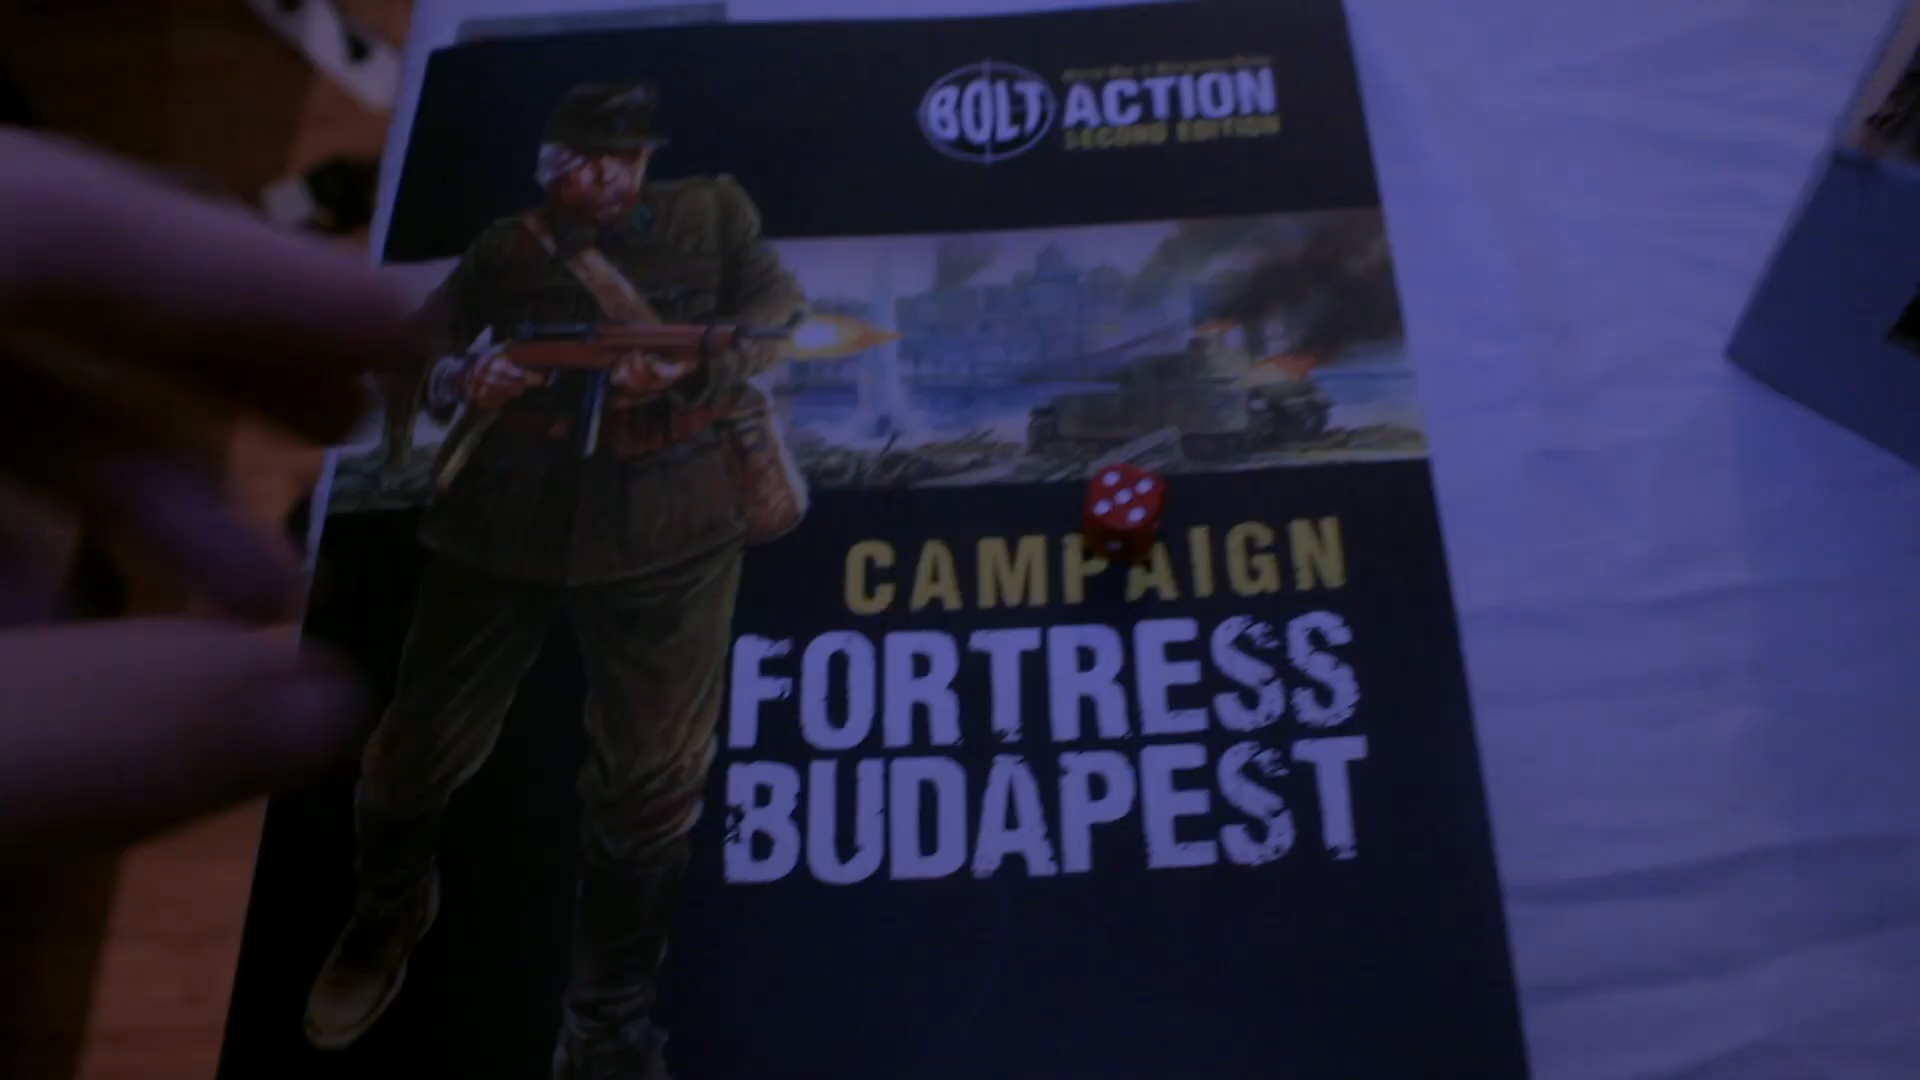 BOLT ACTION
SECOND EDITION
CAMPAIGN
FORTRESS
BUDAPEST